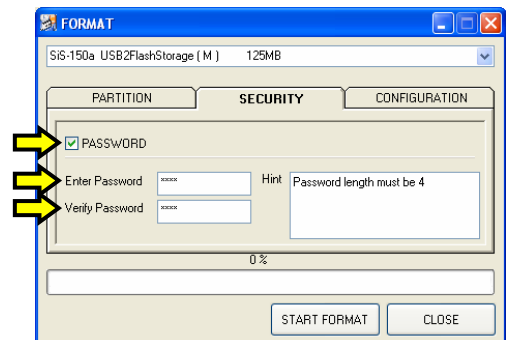 FORMAT
SiS-150a USB2FlashStorage ( M ) 125MB
PARTITION SECURITY CONFIGURATION
PASSWORD
Enter Password **** Hint Password length must be 4
Verify Password ****
0 %
START FORMAT CLOSE